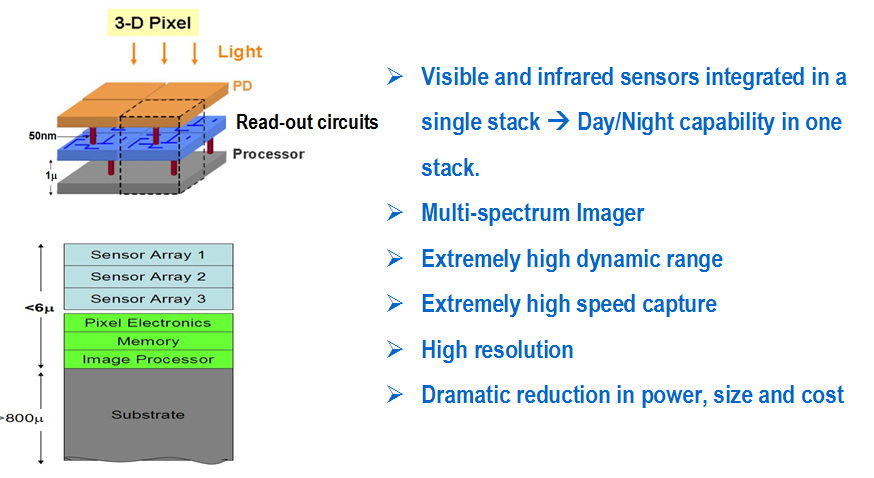 3-D Pixel
Light
PD
Read-out circuits
50nm
Processor
1μ
Sensor Array 1
Sensor Array 2
Sensor Array 3
<6μ
Pixel Electronics
Memory
Image Processor
>800μ
Substrate
➢ Visible and infrared sensors integrated in a
single stack → Day/Night capability in one
stack.
➢ Multi-spectrum Imager
➢ Extremely high dynamic range
➢ Extremely high speed capture
➢ High resolution
➢ Dramatic reduction in power, size and cost